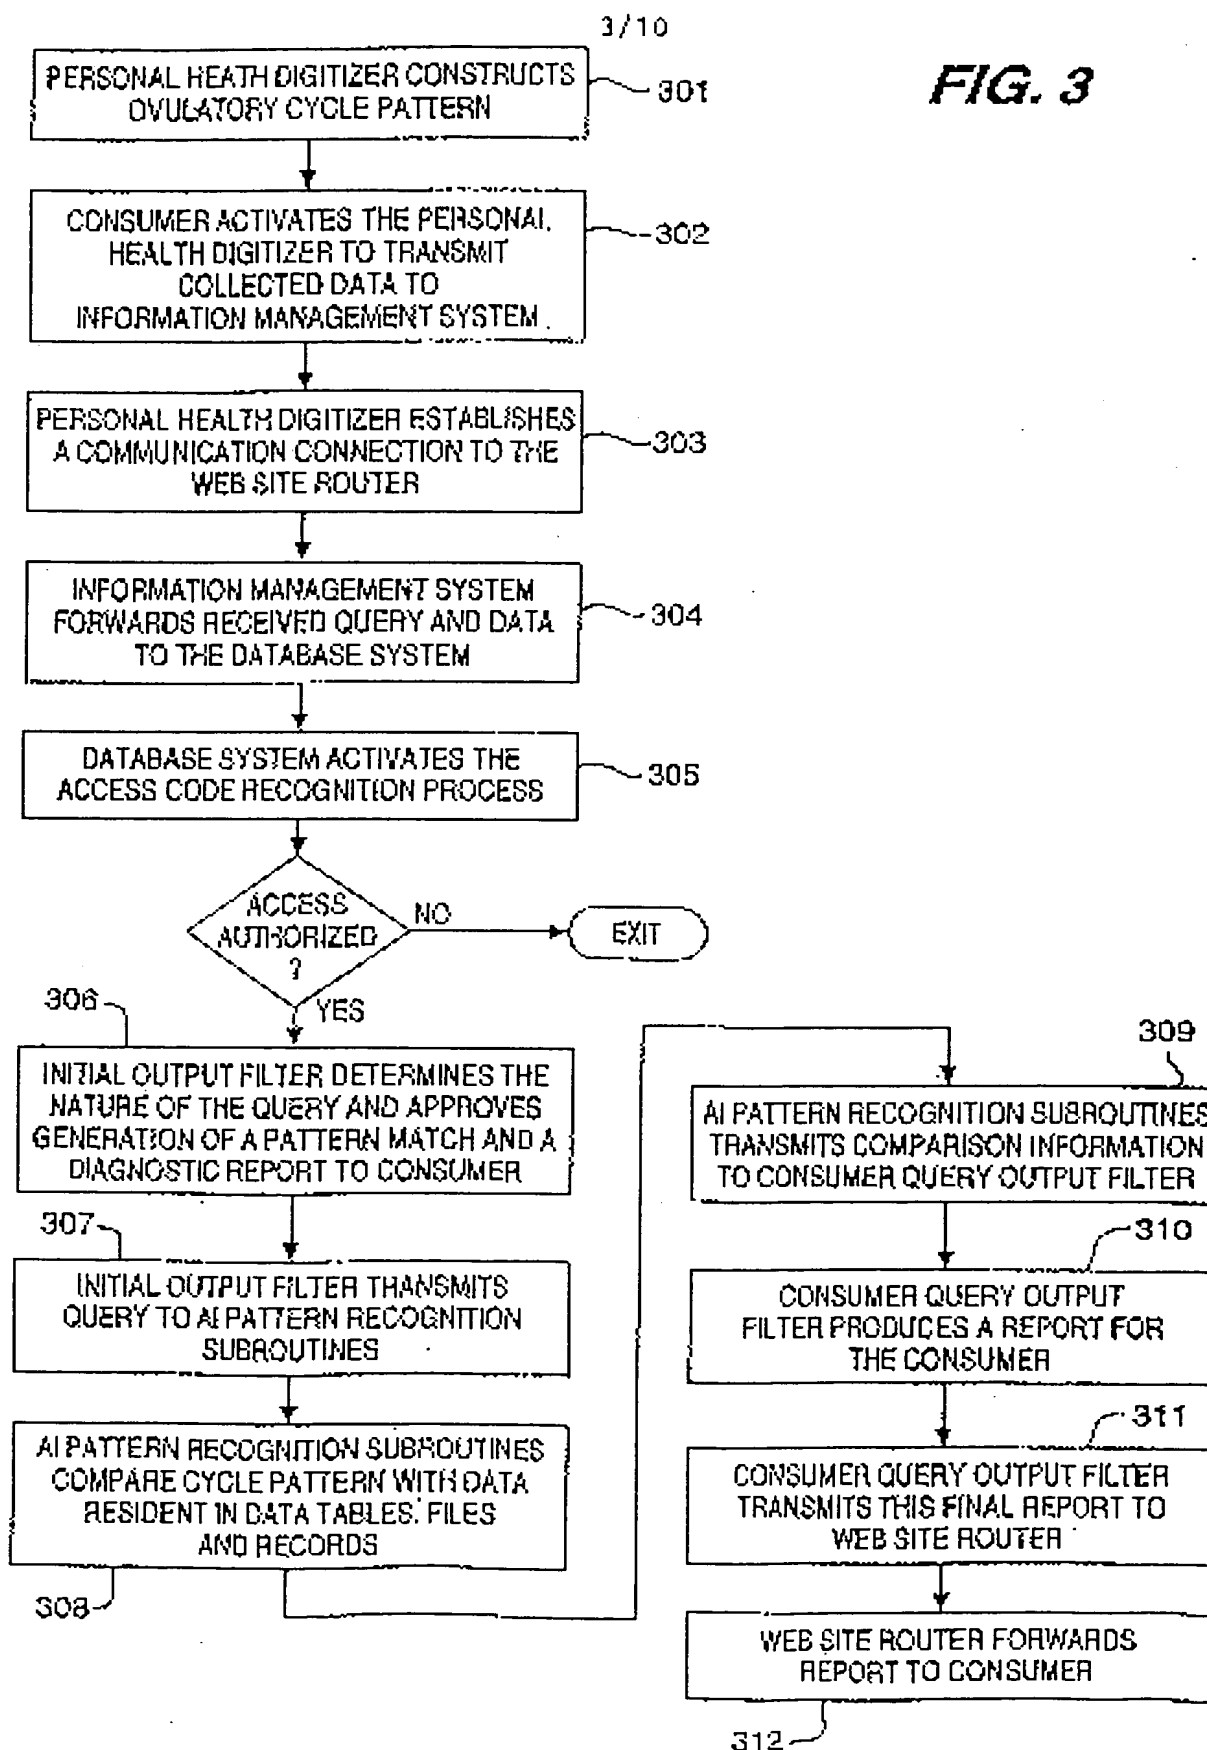 3/10
FIG. 3
PERSONAL HEATH DIGITIZER CONSTRUCTS
OVULATORY CYCLE PATTERN
301
CONSUMER ACTIVATES THE PERSONAL
HEALTH DIGITIZER TO TRANSMIT
COLLECTED DATA TO
INFORMATION MANAGEMENT SYSTEM
302
PERSONAL HEALTH DIGITIZER ESTABLISHES
A COMMUNICATION CONNECTION TO THE
WEB SITE ROUTER
303
INFORMATION MANAGEMENT SYSTEM
FORWARDS RECEIVED QUERY AND DATA
TO THE DATABASE SYSTEM
304
DATABASE SYSTEM ACTIVATES THE
ACCESS CODE RECOGNITION PROCESS
305
ACCESS
AUTHORIZED
?
NO
EXIT
YES
306
INITIAL OUTPUT FILTER DETERMINES THE
NATURE OF THE QUERY AND APPROVES
GENERATION OF A PATTERN MATCH AND A
DIAGNOSTIC REPORT TO CONSUMER
307
INITIAL OUTPUT FILTER TRANSMITS
QUERY TO AI PATTERN RECOGNITION
SUBROUTINES
AI PATTERN RECOGNITION SUBROUTINES
COMPARE CYCLE PATTERN WITH DATA
RESIDENT IN DATA TABLES, FILES
AND RECORDS
308
309
AI PATTERN RECOGNITION SUBROUTINES
TRANSMITS COMPARISON INFORMATION
TO CONSUMER QUERY OUTPUT FILTER
310
CONSUMER QUERY OUTPUT
FILTER PRODUCES A REPORT FOR
THE CONSUMER
311
CONSUMER QUERY OUTPUT FILTER
TRANSMITS THIS FINAL REPORT TO
WEB SITE ROUTER
WEB SITE ROUTER FORWARDS
REPORT TO CONSUMER
312